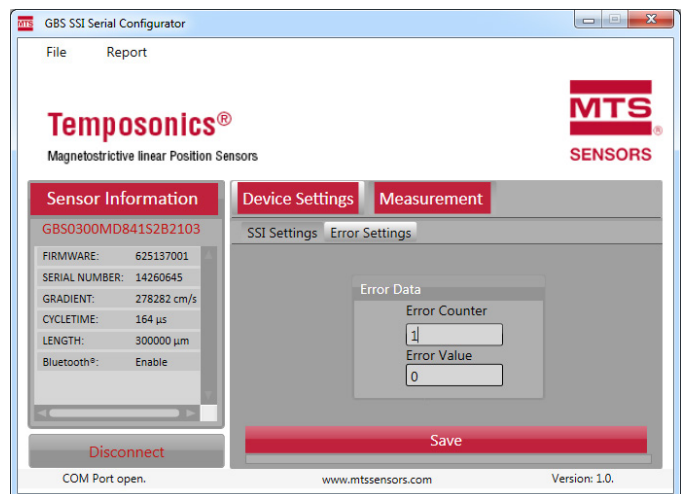 MTS GBS SSI Serial Configurator
File Report
Temposonics®
Magnetostrictive linear Position Sensors
MTS®
SENSORS
Sensor Information
GBS0300MD841S2B2103
FIRMWARE: 625137001
SERIAL NUMBER: 14260645
GRADIENT: 278282 cm/s
CYCLETIME: 164 µs
LENGTH: 300000 µm
Bluetooth®: Enable
Disconnect
Device Settings Measurement
SSI Settings Error Settings
Error Data
Error Counter
1
Error Value
0
Save
COM Port open. www.mtssensors.com Version: 1.0.